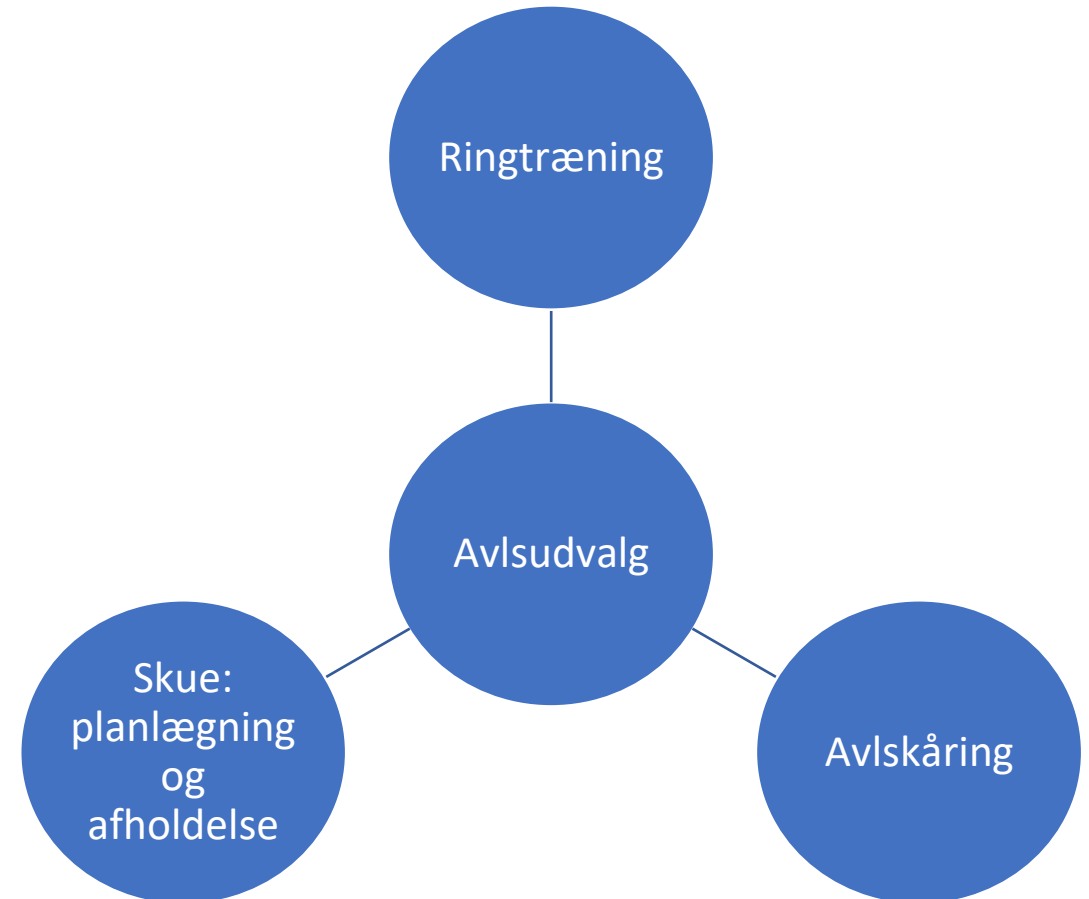 Ringtræning
Avlsudvalg
Skue:
planlægning
og
afholdelse
Avlskåring